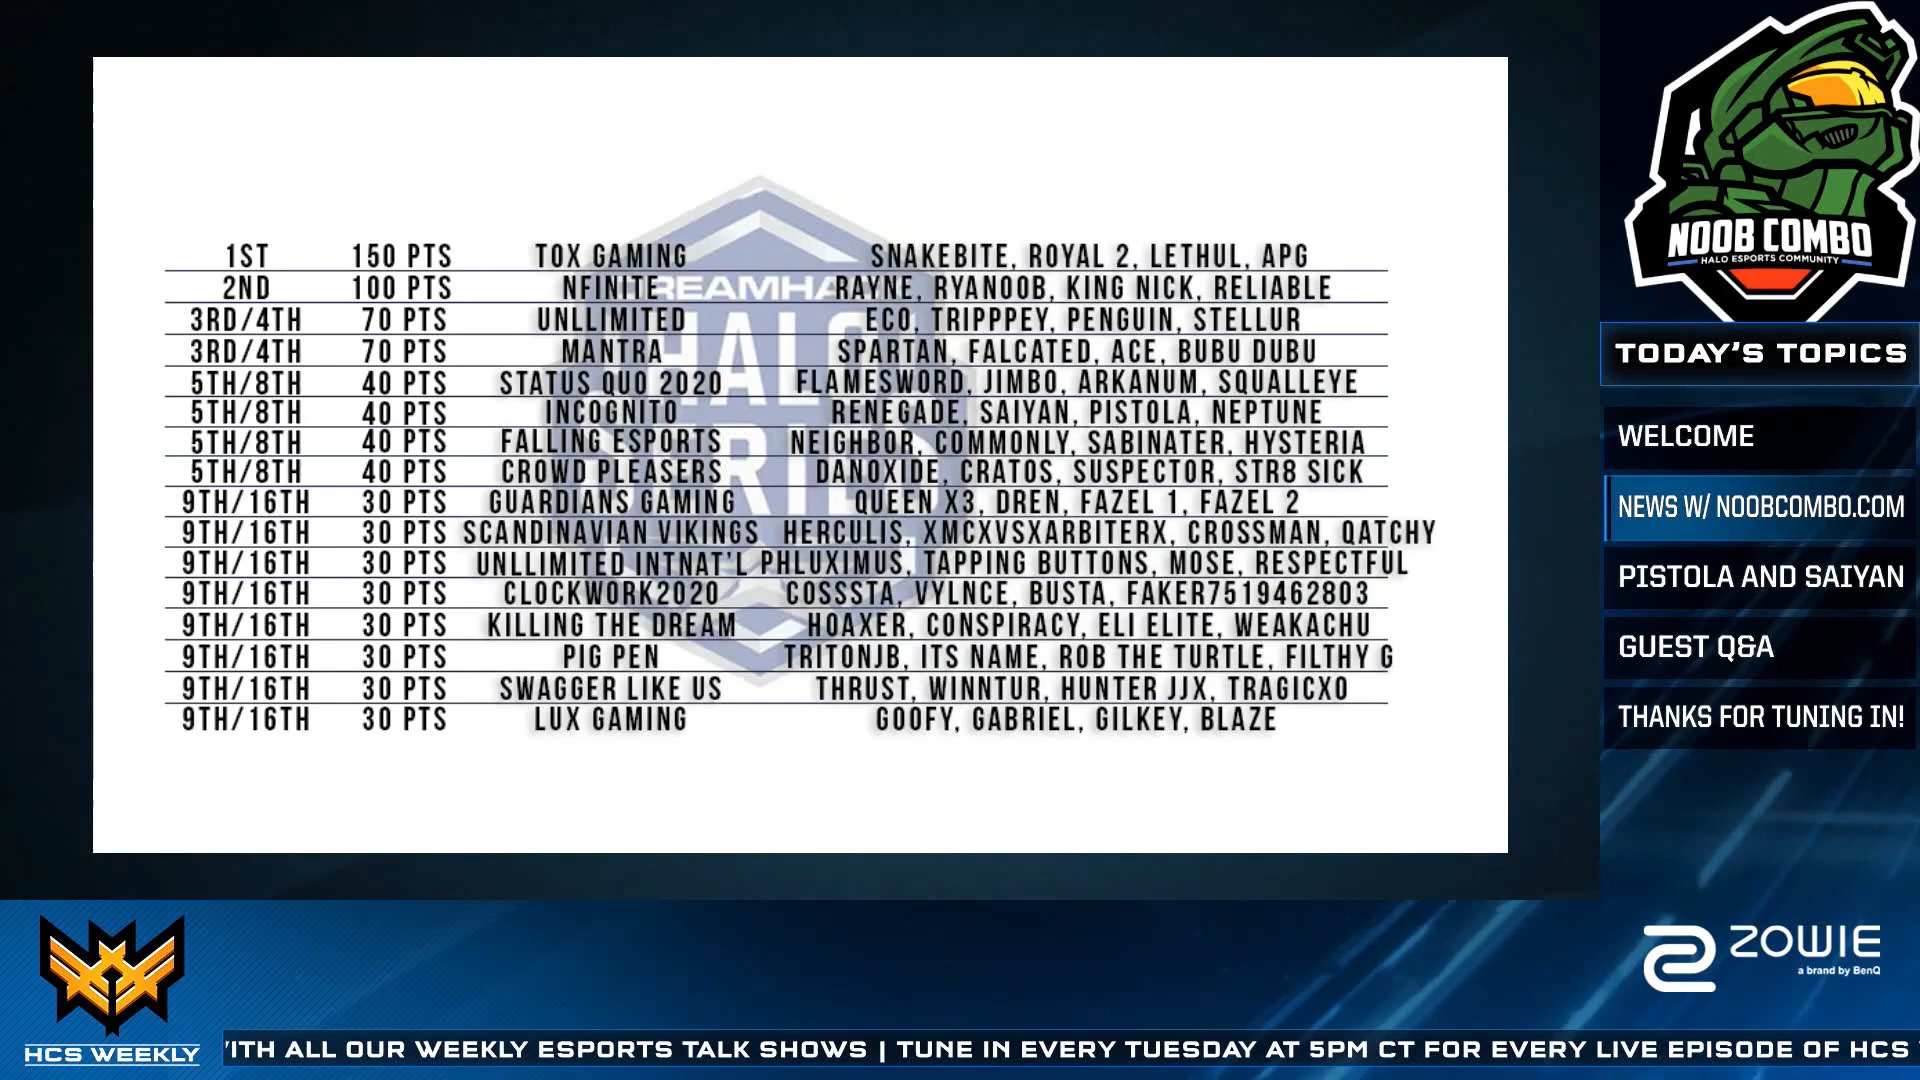 1ST 150 PTS TOX GAMING SNAKEBITE, ROYAL 2, LETHUL, APG
2ND 100 PTS NFINITE RAYNE, RYANOOB, KING NICK, RELIABLE
3RD/4TH 70 PTS UNLLIMITED ECO, TRIPPPEY, PENGUIN, STELLUR
3RD/4TH 70 PTS MANTRA SPARTAN, FALCATED, ACE, BUBU DUBU
5TH/8TH 40 PTS STATUS QUO 2020 FLAMESWORD, JIMBO, ARKANUM, SQUALLEYE
5TH/8TH 40 PTS INCOGNITO RENEGADE, SAIYAN, PISTOLA, NEPTUNE
5TH/8TH 40 PTS FALLING ESPORTS NEIGHBOR, COMMONLY, SABINATER, HYSTERIA
5TH/8TH 40 PTS CROWD PLEASERS DANOXIDE, CRATOS, SUSPECTOR, STR8 SICK
9TH/16TH 30 PTS GUARDIANS GAMING QUEEN X3, DREN, FAZEL 1, FAZEL 2
9TH/16TH 30 PTS SCANDINAVIAN VIKINGS HERCULIS, XMCXVSXARBITERX, CROSSMAN, QATCHY
9TH/16TH 30 PTS UNLLIMITED INTNAT'L PHLUXIMUS, TAPPING BUTTONS, MOSE, RESPECTFUL
9TH/16TH 30 PTS CLOCKWORK2020 COSSSTA, VYLNCE, BUSTA, FAKER7519462803
9TH/16TH 30 PTS KILLING THE DREAM HOAXER, CONSPIRACY, ELI ELITE, WEAKACHU
9TH/16TH 30 PTS PIG PEN TRITONJB, ITS NAME, ROB THE TURTLE, FILTHY G
9TH/16TH 30 PTS SWAGGER LIKE US THRUST, WINNTUR, HUNTER JJX, TRAGICXO
9TH/16TH 30 PTS LUX GAMING GOOFY, GABRIEL, GILKEY, BLAZE
HALO
NOOB COMBO
HALO ESPORTS COMMUNITY
TODAY'S TOPICS
WELCOME
NEWS W/ NOOBCOMBO.COM
PISTOLA AND SAIYAN
GUEST Q&A
THANKS FOR TUNING IN!
ZOWIE
a brand by BenQ
HCS WEEKLY
ITH ALL OUR WEEKLY ESPORTS TALK SHOWS | TUNE IN EVERY TUESDAY AT 5PM CT FOR EVERY LIVE EPISODE OF HCS